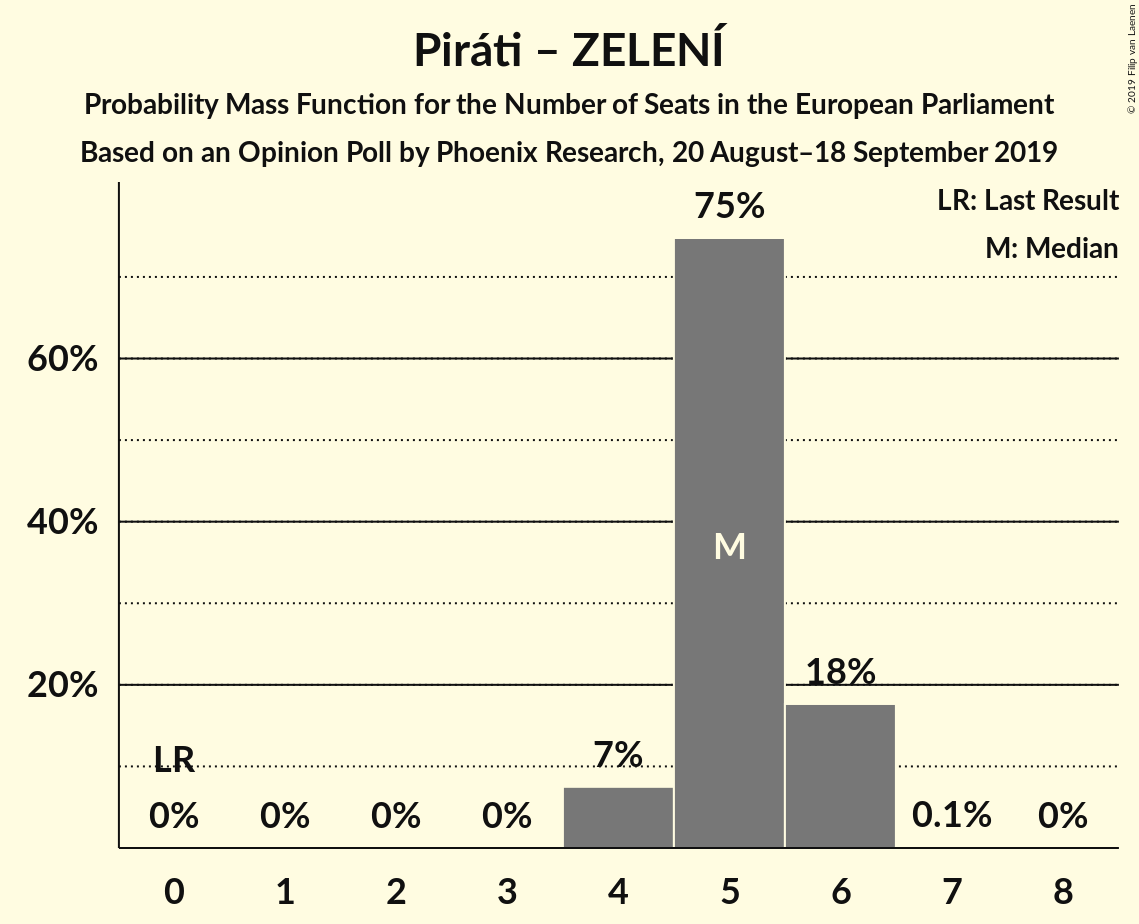 Piráti – ZELENÍ
Probability Mass Function for the Number of Seats in the European Parliament
Based on an Opinion Poll by Phoenix Research, 20 August–18 September 2019
© 2019 Filip van Laenen
LR: Last Result
M: Median
75%
60%
40%
M
20%
18%
LR
7%
0% 0% 0% 0% 0.1% 0%
0 1 2 3 4 5 6 7 8